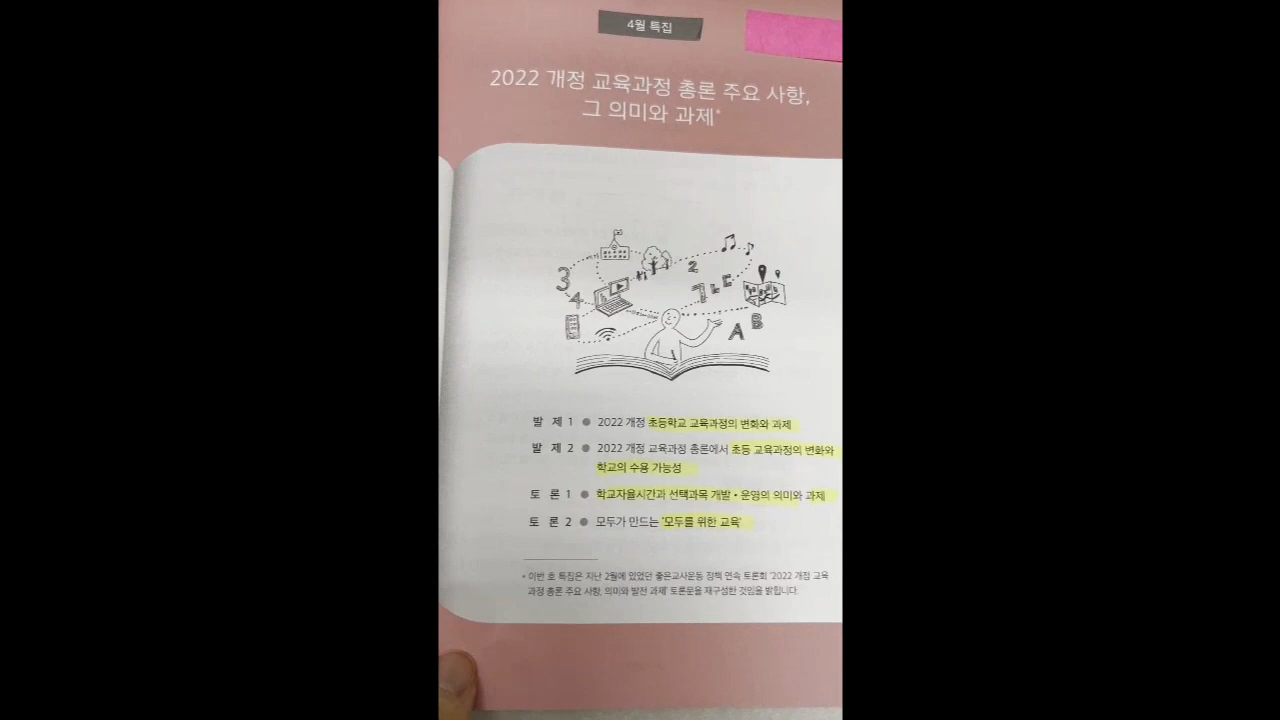 4월 특집
2022 개정 교육과정 총론 주요 사항,
그 의미와 과제*
3
4
2
ㄱ ㄴ ㄷ
A B
발 제 1 ● 2022 개정 초등학교 교육과정의 변화와 과제
발 제 2 ● 2022 개정 교육과정 총론에서 초등 교육과정의 변화와
학교의 수용 가능성
토 론 1 ● 학교자율시간과 선택과목 개발•운영의 의미와 과제
토 론 2 ● 모두가 만드는 '모두를 위한 교육'
* 이번 호 특집은 지난 2월에 있었던 좋은교사운동 정책 연속 토론회 '2022 개정 교육
과정 총론 주요 사항, 의미와 발전 과제' 토론문을 재구성한 것임을 밝힙니다.